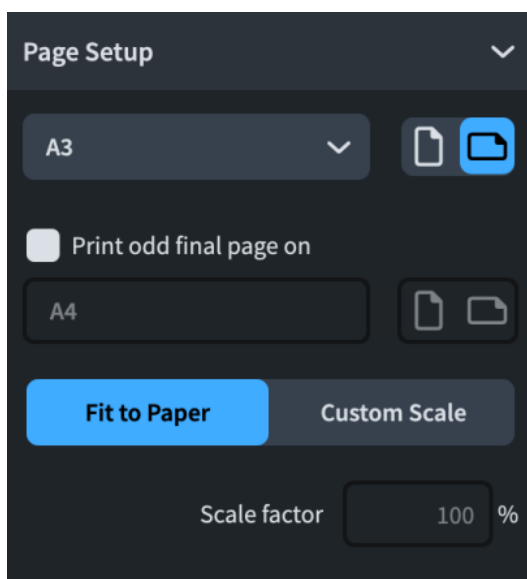 Page Setup
A3
Print odd final page on
A4
Fit to Paper Custom Scale
Scale factor 100 %